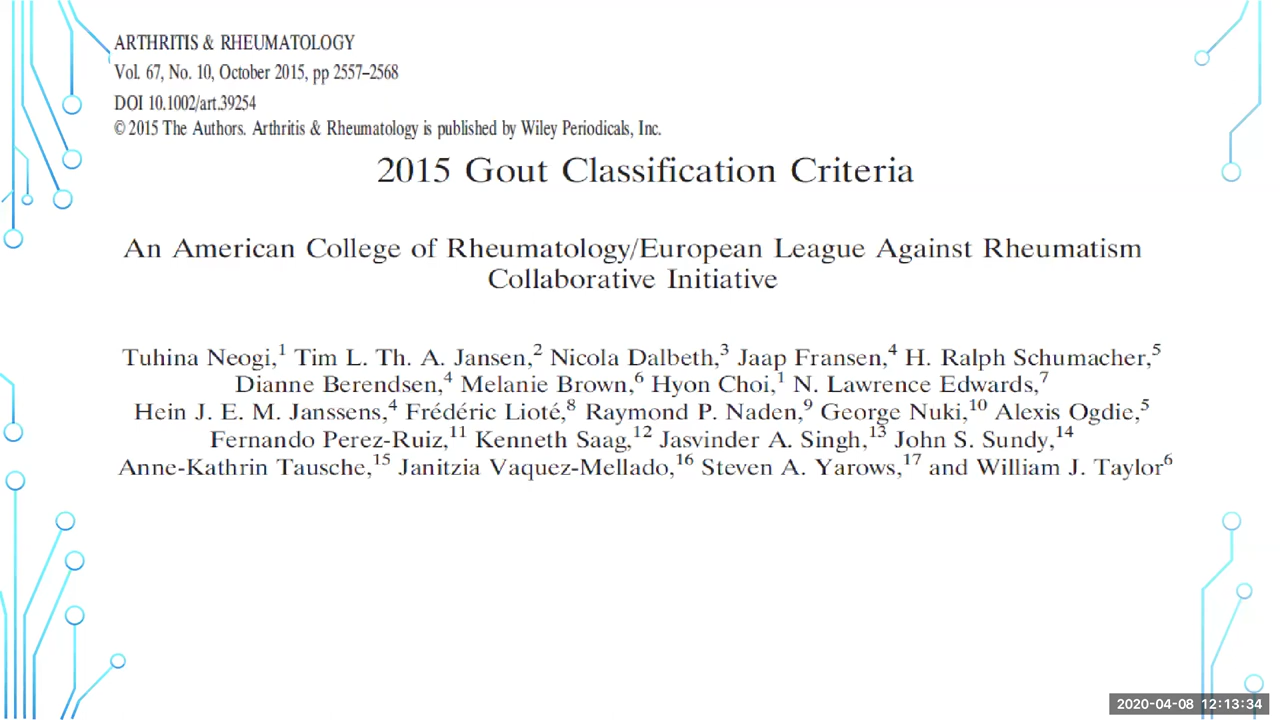 ARTHRITIS & RHEUMATOLOGY
Vol. 67, No. 10, October 2015, pp 2557–2568
DOI 10.1002/art.39254
© 2015 The Authors. Arthritis & Rheumatology is published by Wiley Periodicals, Inc.
2015 Gout Classification Criteria
An American College of Rheumatology/European League Against Rheumatism
Collaborative Initiative
Tuhina Neogi,1 Tim L. Th. A. Jansen,2 Nicola Dalbeth,3 Jaap Fransen,4 H. Ralph Schumacher,5
Dianne Berendsen,4 Melanie Brown,6 Hyon Choi,1 N. Lawrence Edwards,7
Hein J. E. M. Janssens,4 Frédéric Lioté,8 Raymond P. Naden,9 George Nuki,10 Alexis Ogdie,5
Fernando Perez-Ruiz,11 Kenneth Saag,12 Jasvinder A. Singh,13 John S. Sundy,14
Anne-Kathrin Tausche,15 Janitzia Vaquez-Mellado,16 Steven A. Yarows,17 and William J. Taylor6
2020-04-08 12:13:34